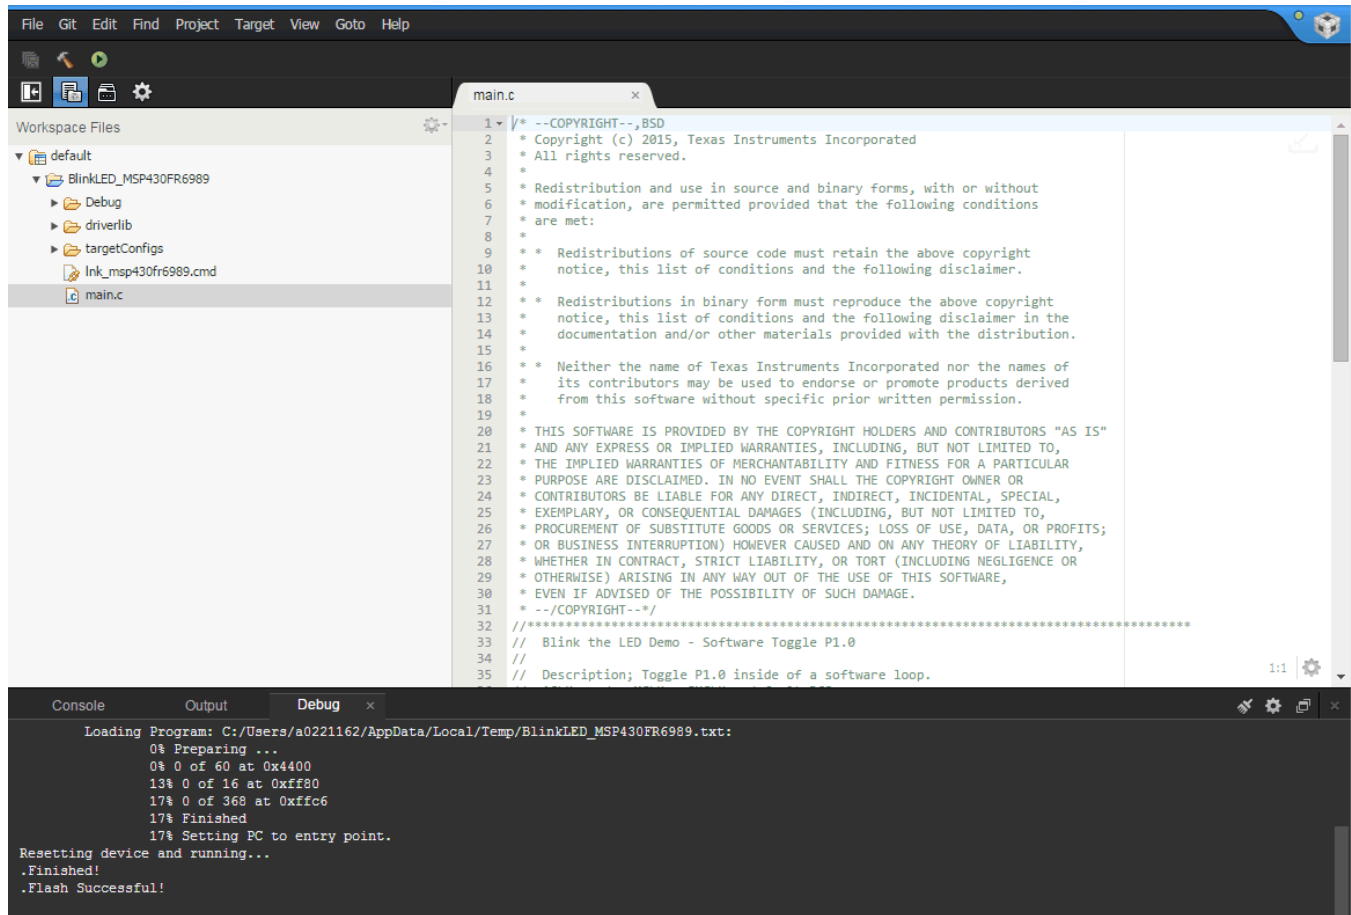 File Git Edit Find Project Target View Goto Help
main.c ×
Workspace Files
default
BlinkLED_MSP430FR6989
Debug
driverlib
targetConfigs
lnk_msp430fr6989.cmd
main.c
1 /* --COPYRIGHT--,BSD
2 * Copyright (c) 2015, Texas Instruments Incorporated
3 * All rights reserved.
4 *
5 * Redistribution and use in source and binary forms, with or without
6 * modification, are permitted provided that the following conditions
7 * are met:
8 *
9 * * Redistributions of source code must retain the above copyright
10 * notice, this list of conditions and the following disclaimer.
11 *
12 * * Redistributions in binary form must reproduce the above copyright
13 * notice, this list of conditions and the following disclaimer in the
14 * documentation and/or other materials provided with the distribution.
15 *
16 * * Neither the name of Texas Instruments Incorporated nor the names of
17 * its contributors may be used to endorse or promote products derived
18 * from this software without specific prior written permission.
19 *
20 * THIS SOFTWARE IS PROVIDED BY THE COPYRIGHT HOLDERS AND CONTRIBUTORS "AS IS"
21 * AND ANY EXPRESS OR IMPLIED WARRANTIES, INCLUDING, BUT NOT LIMITED TO,
22 * THE IMPLIED WARRANTIES OF MERCHANTABILITY AND FITNESS FOR A PARTICULAR
23 * PURPOSE ARE DISCLAIMED. IN NO EVENT SHALL THE COPYRIGHT OWNER OR
24 * CONTRIBUTORS BE LIABLE FOR ANY DIRECT, INDIRECT, INCIDENTAL, SPECIAL,
25 * EXEMPLARY, OR CONSEQUENTIAL DAMAGES (INCLUDING, BUT NOT LIMITED TO,
26 * PROCUREMENT OF SUBSTITUTE GOODS OR SERVICES; LOSS OF USE, DATA, OR PROFITS;
27 * OR BUSINESS INTERRUPTION) HOWEVER CAUSED AND ON ANY THEORY OF LIABILITY,
28 * WHETHER IN CONTRACT, STRICT LIABILITY, OR TORT (INCLUDING NEGLIGENCE OR
29 * OTHERWISE) ARISING IN ANY WAY OUT OF THE USE OF THIS SOFTWARE,
30 * EVEN IF ADVISED OF THE POSSIBILITY OF SUCH DAMAGE.
31 * --/COPYRIGHT--*/
32 //**************************************************************************************
33 // Blink the LED Demo - Software Toggle P1.0
34 //
35 // Description; Toggle P1.0 inside of a software loop.
1:1
Console Output Debug ×
Loading Program: C:/Users/a0221162/AppData/Local/Temp/BlinkLED_MSP430FR6989.txt:
0% Preparing ...
0% 0 of 60 at 0x4400
13% 0 of 16 at 0xff80
17% 0 of 368 at 0xffc6
17% Finished
17% Setting PC to entry point.
Resetting device and running...
.Finished!
.Flash Successful!